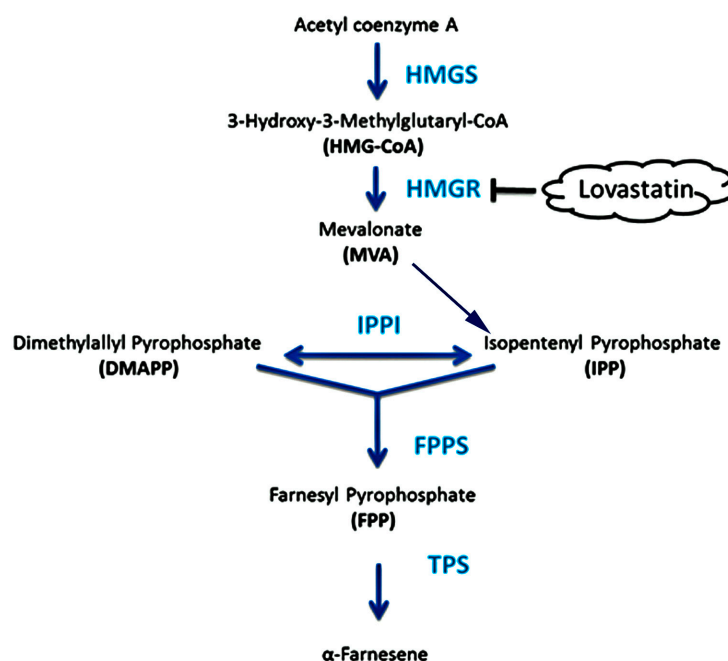 Acetyl coenzyme A
HMGS
3-Hydroxy-3-Methylglutaryl-CoA
(HMG-CoA)
HMGR
Lovastatin
Mevalonate
(MVA)
IPPI
Dimethylallyl Pyrophosphate
(DMAPP)
Isopentenyl Pyrophosphate
(IPP)
FPPS
Farnesyl Pyrophosphate
(FPP)
TPS
α-Farnesene